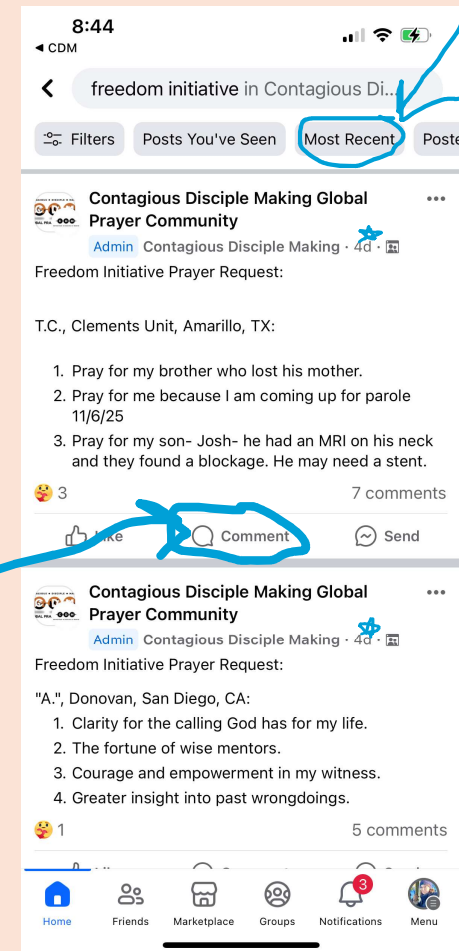 8:44
◀ CDM
freedom initiative in Contagious Di...
Filters Posts You've Seen Most Recent Poste
Contagious Disciple Making Global
Prayer Community
Admin Contagious Disciple Making · 4d ·
Freedom Initiative Prayer Request:
T.C., Clements Unit, Amarillo, TX:
1. Pray for my brother who lost his mother.
2. Pray for me because I am coming up for parole
11/6/25
3. Pray for my son- Josh- he had an MRI on his neck
and they found a blockage. He may need a stent.
3 7 comments
Like Comment Send
Contagious Disciple Making Global
Prayer Community
Admin Contagious Disciple Making · 4d ·
Freedom Initiative Prayer Request:
"A.", Donovan, San Diego, CA:
1. Clarity for the calling God has for my life.
2. The fortune of wise mentors.
3. Courage and empowerment in my witness.
4. Greater insight into past wrongdoings.
1 5 comments
3
Home Friends Marketplace Groups Notifications Menu